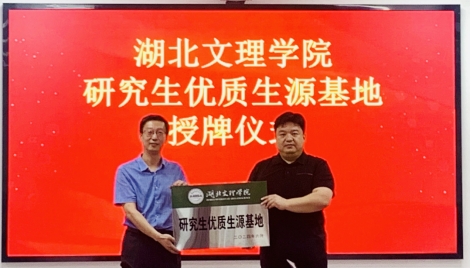 湖北文理学院
研究生优质生源基地
授牌仪式
湖北文理学院
研究生优质生源基地